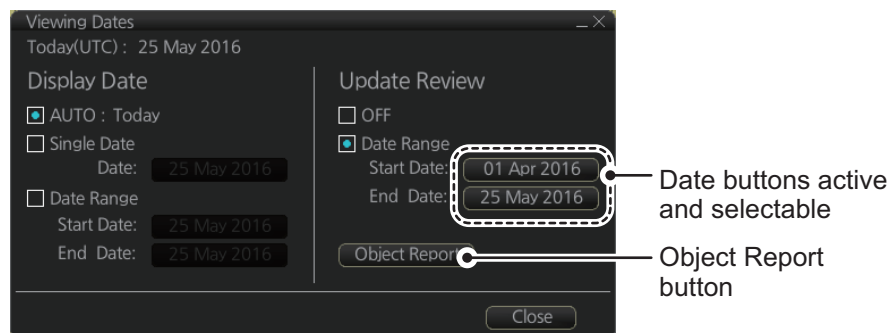 Viewing Dates
Today(UTC) : 25 May 2016
Display Date
AUTO : Today
Single Date
Date: 25 May 2016
Date Range
Start Date: 25 May 2016
End Date: 25 May 2016
Update Review
OFF
Date Range
Start Date: 01 Apr 2016
End Date: 25 May 2016
Object Report
Close
Date buttons active
and selectable
Object Report
button